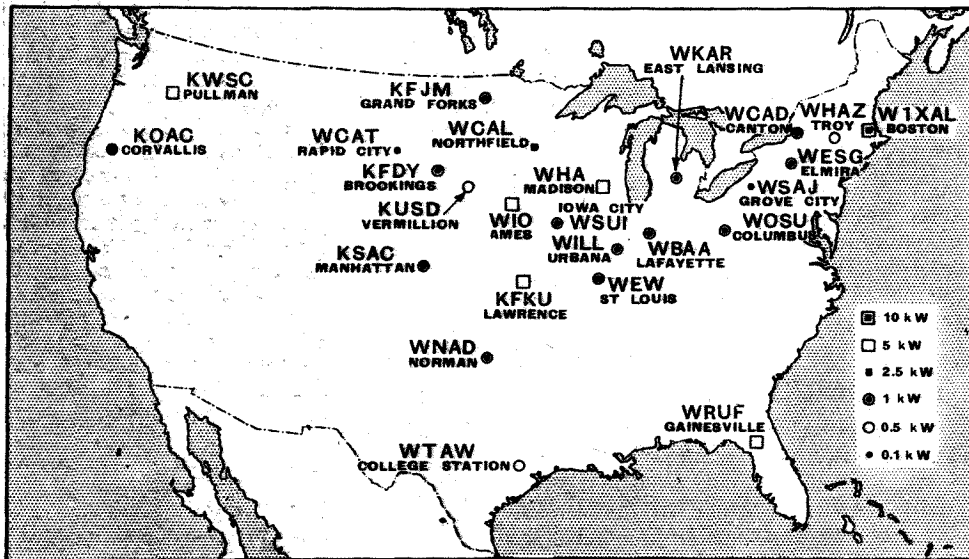 WKAR
EAST LANSING
KWSC
PULLMAN
KFJM
GRAND FORKS
WCAD
CANTON
WHAZ
TROY
W1XAL
BOSTON
KOAC
CORVALLIS
WCAT
RAPID CITY
WCAL
NORTHFIELD
WESG
ELMIRA
KFDY
BROOKINGS
WHA
MADISON
WSAJ
GROVE CITY
KUSD
VERMILLION
WIO
AMES
IOWA CITY
WSUI
WOSU
COLUMBUS
WILL
URBANA
WBAA
LAFAYETTE
KSAC
MANHATTAN
WEW
ST LOUIS
KFKU
LAWRENCE
WNAD
NORMAN
WRUF
GAINESVILLE
WTAW
COLLEGE STATION
10 kW
5 kW
2.5 kW
1 kW
0.5 kW
0.1 kW